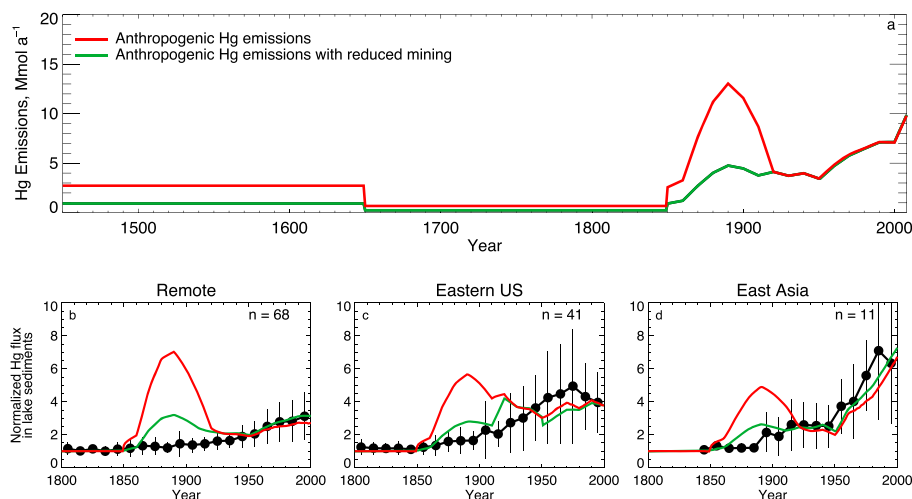 a
Anthropogenic Hg emissions
Anthropogenic Hg emissions with reduced mining
Hg Emissions, Mmol a⁻¹
20
15
10
5
0
1500 1600 1700 1800 1900 2000
Year
Remote
b
n = 68
Normalized Hg flux
in lake sediments
10
8
6
4
2
0
1800 1850 1900 1950 2000
Year
Eastern US
c
n = 41
10
8
6
4
2
0
1800 1850 1900 1950 2000
Year
East Asia
d
n = 11
10
8
6
4
2
0
1800 1850 1900 1950 2000
Year